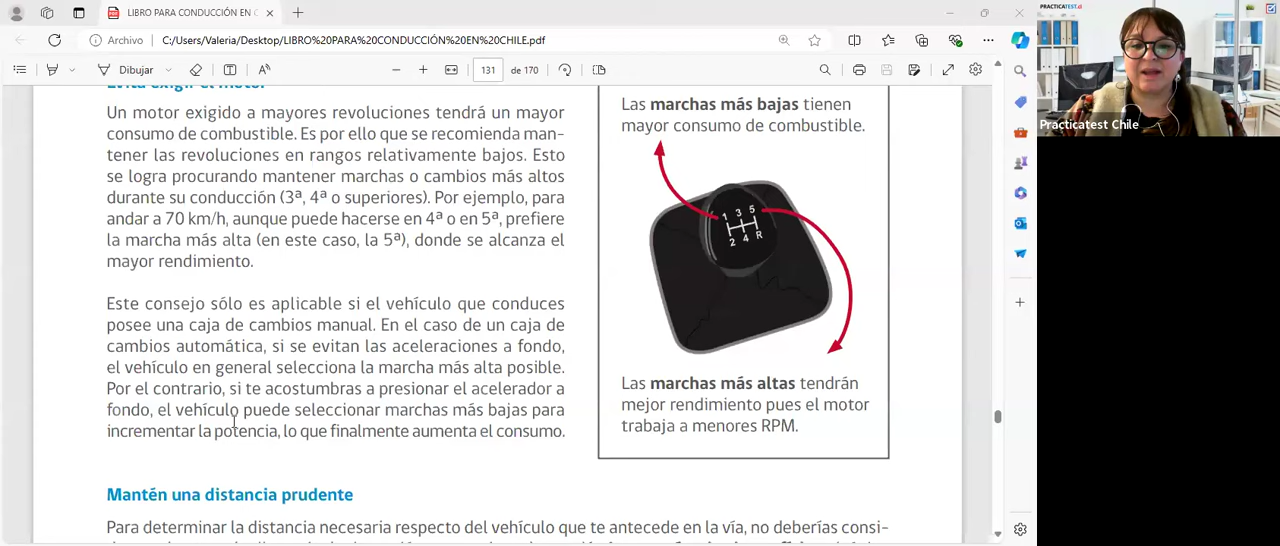 LIBRO PARA CONDUCCIÓN EN C
Archivo
C:/Users/Valeria/Desktop/LIBRO%20PARA%20CONDUCCIÓN%20EN%20CHILE.pdf
Dibujar
131
de 170
PRACTICATEST.cl
Practicatest Chile
Evita exigir el motor
Un motor exigido a mayores revoluciones tendrá un mayor
consumo de combustible. Es por eso que se recomienda man-
tener las revoluciones en rangos relativamente bajos. Esto
se logra procurando mantener marchas o cambios más altos
durante su conducción (3ª, 4ª o superiores). Por ejemplo, para
andar a 70 km/h, aunque puede hacerse en 4ª o en 5ª, prefiere
la marcha más alta (en este caso, la 5ª), donde se alcanza el
mayor rendimiento.
Este consejo sólo es aplicable si el vehículo que conduces
posee una caja de cambios manual. En el caso de un caja de
cambios automática, si se evitan las aceleraciones a fondo,
el vehículo en general selecciona la marcha más alta posible.
Por el contrario, si te acostumbras a presionar el acelerador a
fondo, el vehículo puede seleccionar marchas más bajas para
incrementar la potencia, lo que finalmente aumenta el consumo.
Las marchas más bajas tienen
mayor consumo de combustible.
1 3 5
2 4 R
Las marchas más altas tendrán
mejor rendimiento pues el motor
trabaja a menores RPM.
Mantén una distancia prudente
Para determinar la distancia necesaria respecto del vehículo que te antecede en la vía, no deberías consi-